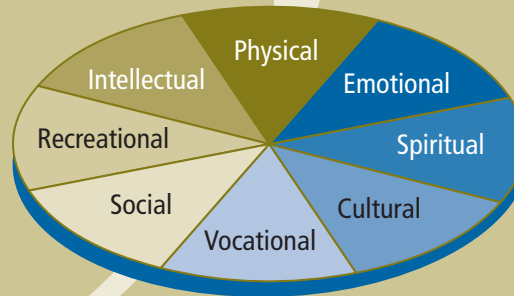 Physical
Intellectual
Emotional
Recreational
Spiritual
Social
Cultural
Vocational